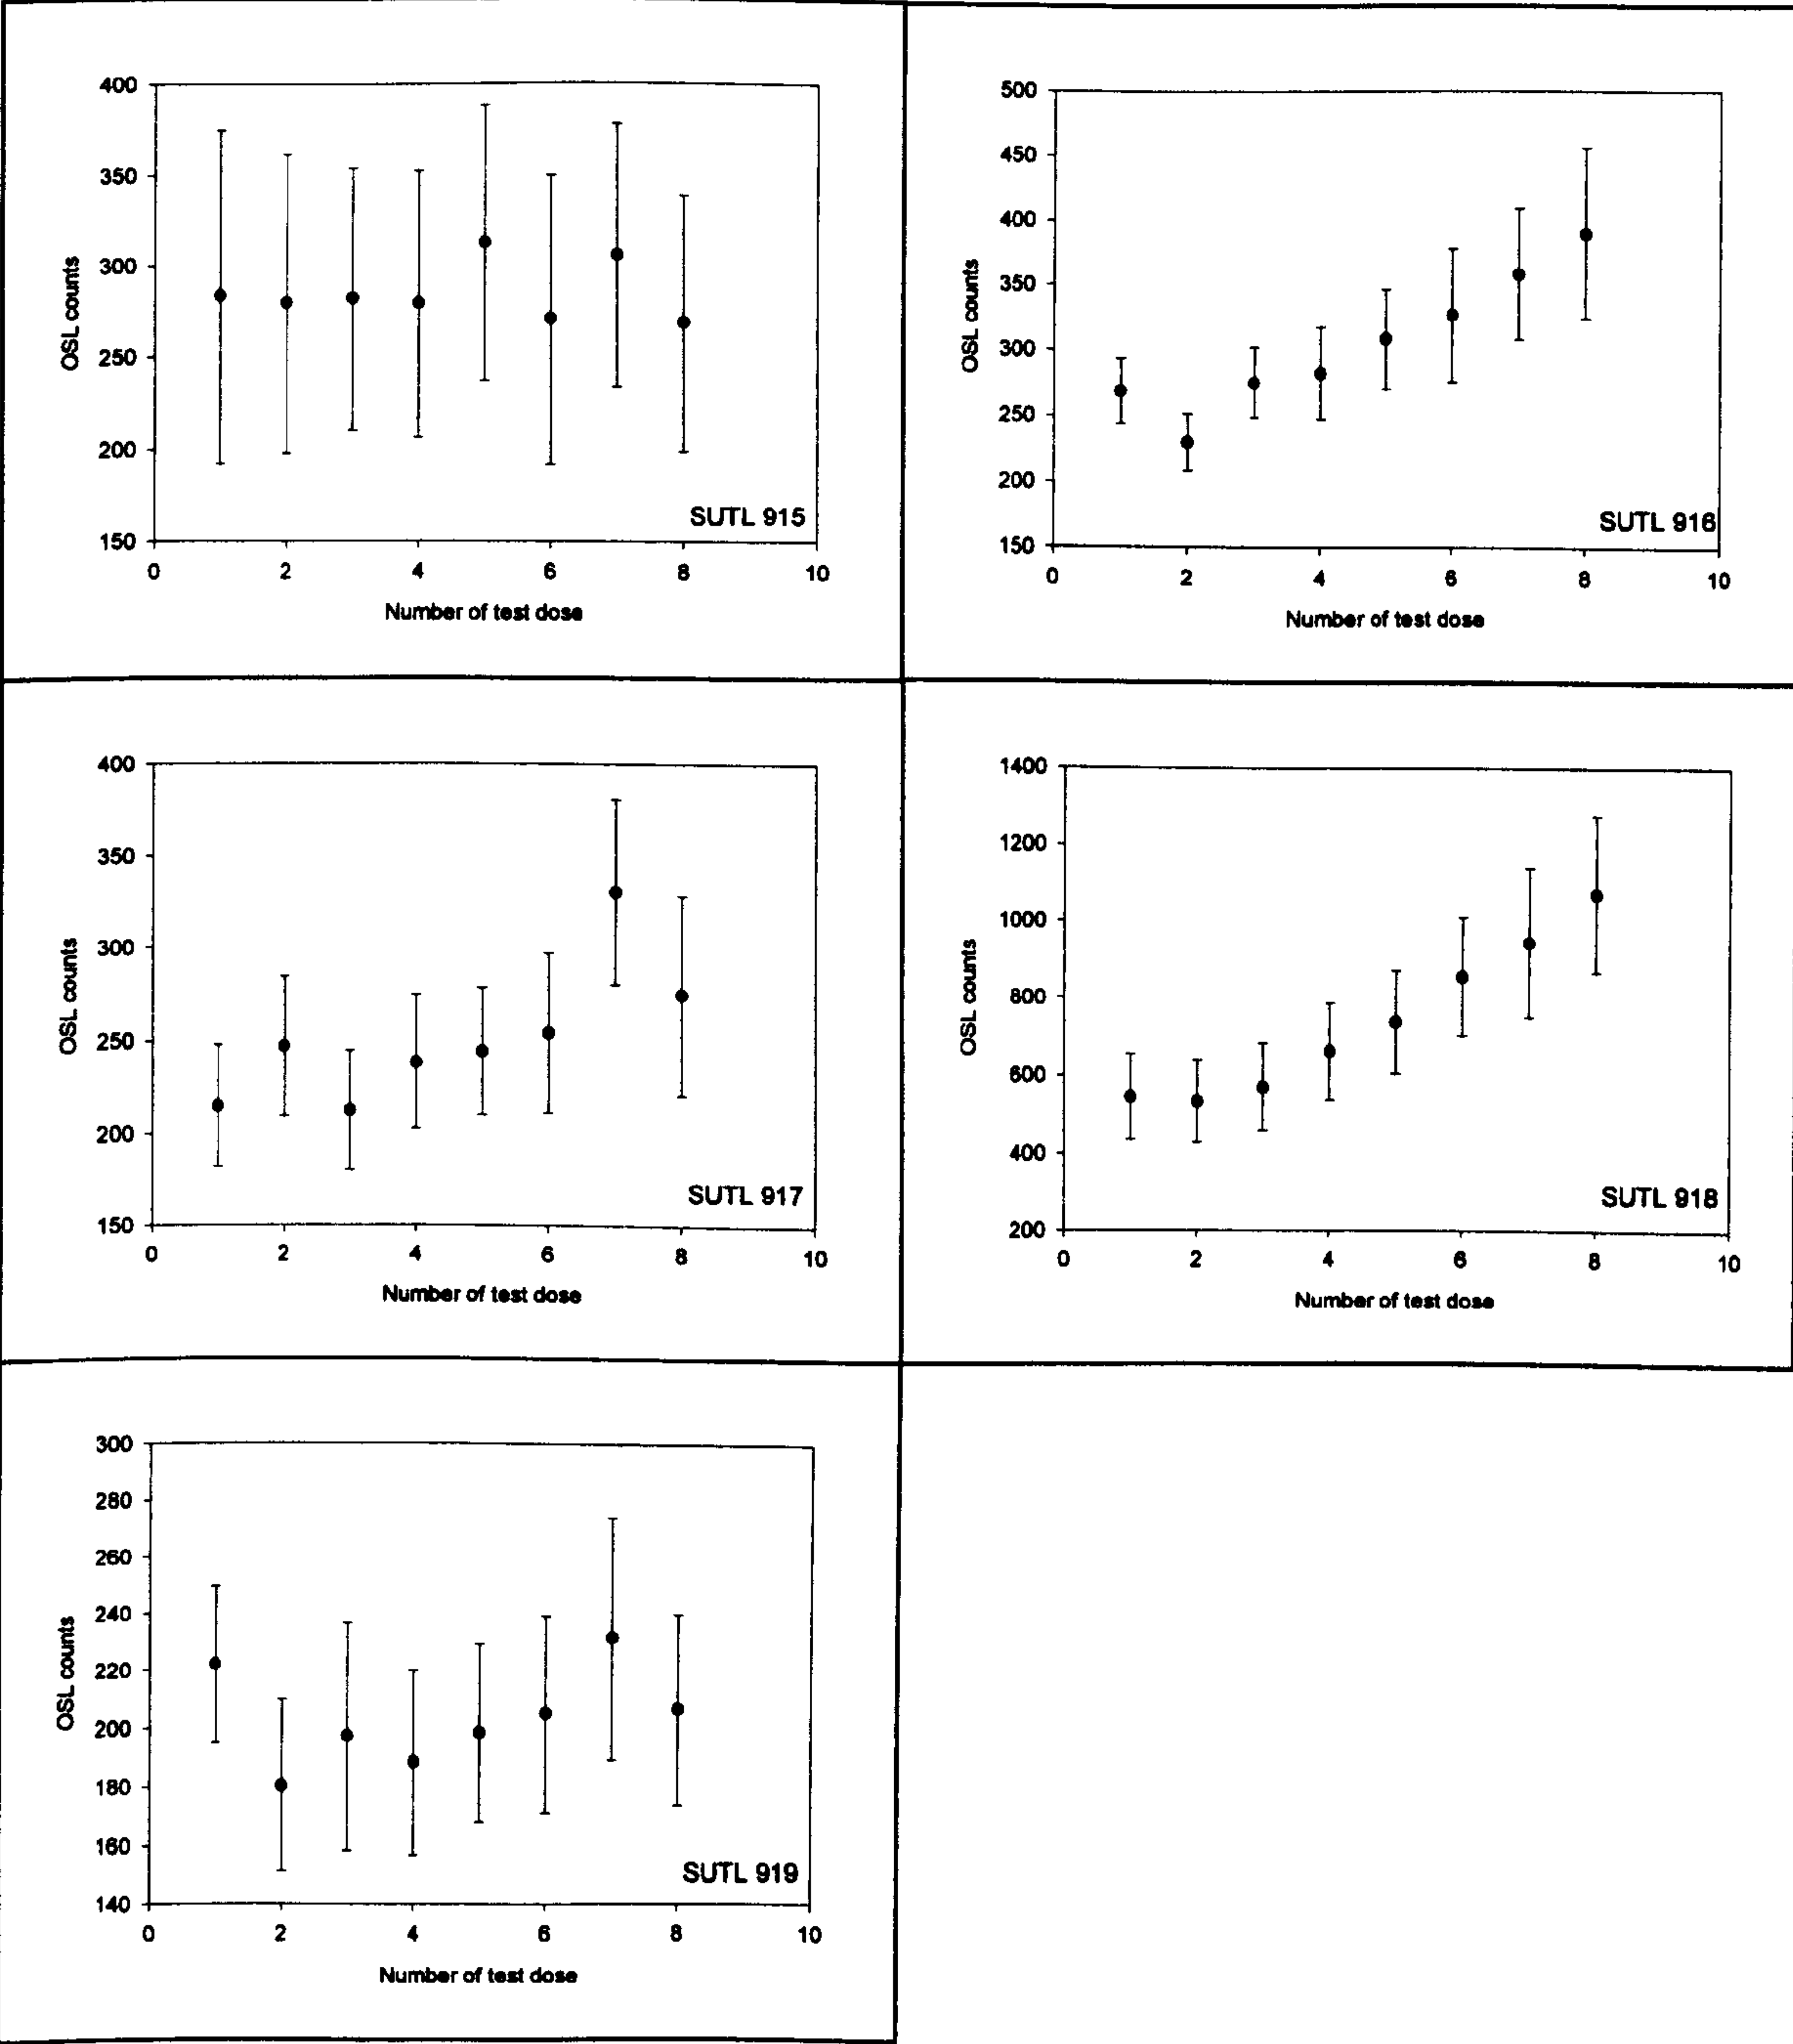 400
350
300
250
200
150
OSL counts
0 2 4 6 8 10
Number of test dose
SUTL 915
500
450
400
350
300
250
200
150
OSL counts
0 2 4 6 8 10
Number of test dose
SUTL 916
400
350
300
250
200
150
OSL counts
0 2 4 6 8 10
Number of test dose
SUTL 917
1400
1200
1000
800
600
400
200
OSL counts
0 2 4 6 8 10
Number of test dose
SUTL 918
300
280
260
240
220
200
180
160
140
OSL counts
0 2 4 6 8 10
Number of test dose
SUTL 919